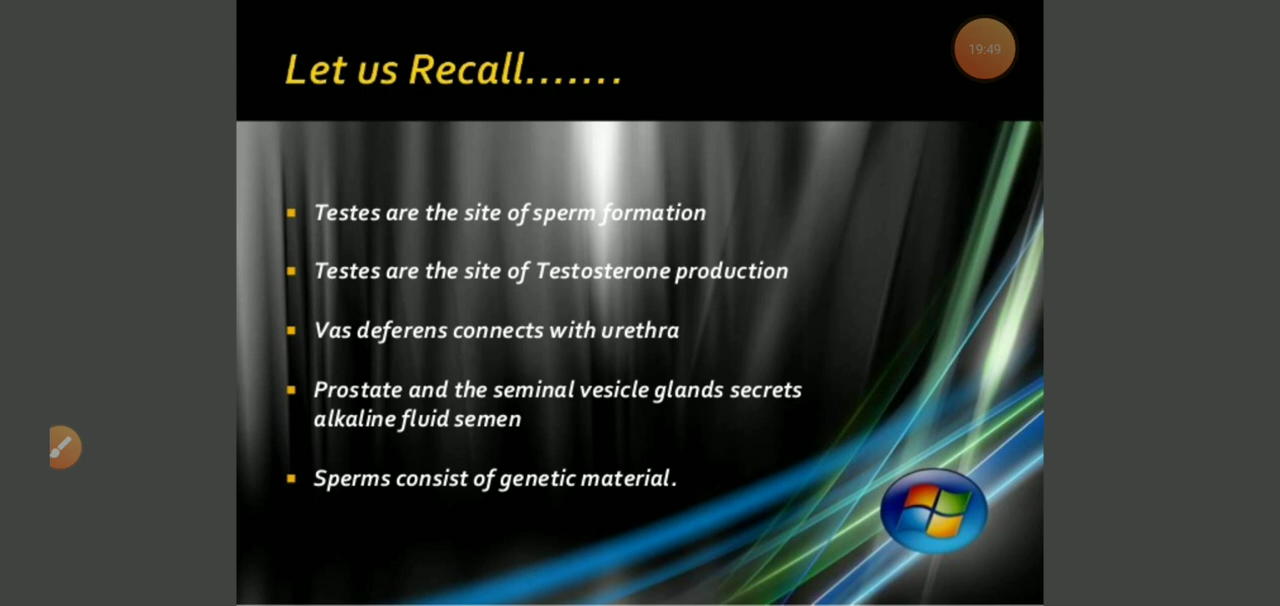 Let us Recall.......
19:49
Testes are the site of sperm formation
Testes are the site of Testosterone production
Vas deferens connects with urethra
Prostate and the seminal vesicle glands secrets
alkaline fluid semen
Sperms consist of genetic material.